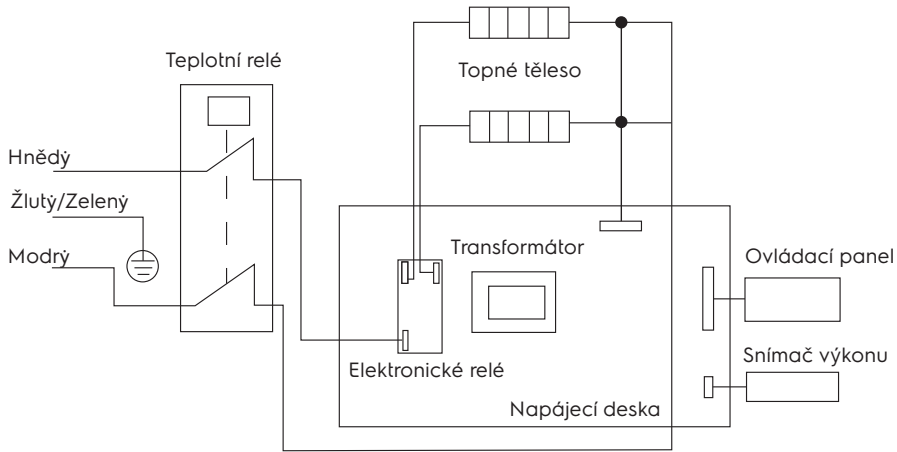 Teplotní relé
Topné těleso
Hnědý
Žlutý/Zelený
Modrý
Transformátor
Ovládací panel
Elektronické relé
Snímač výkonu
Napájecí deska